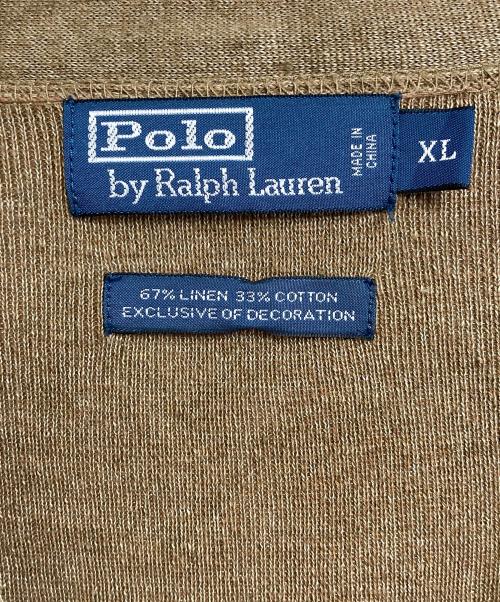 Polo
by Ralph Lauren
MADE IN
CHINA
XL
67% LINEN 33% COTTON
EXCLUSIVE OF DECORATION